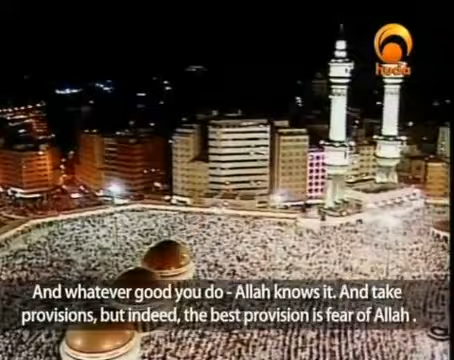 huda
And whatever good you do - Allah knows it. And take
provisions, but indeed, the best provision is fear of Allah .